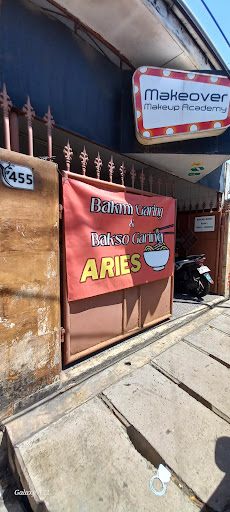 Makeover
Makeup Academy
455
Bakmi Garing
&
Bakso Garing
ARIES